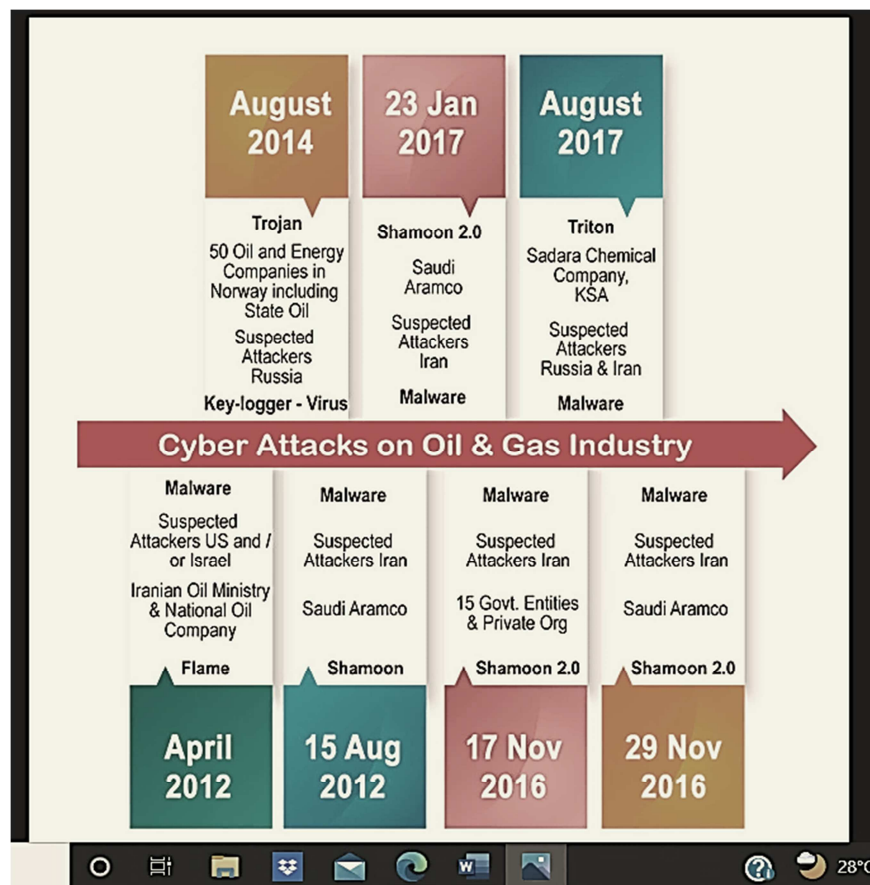 August
2014
Trojan
50 Oil and Energy
Companies in
Norway including
State Oil
Suspected
Attackers
Russia
Key-logger - Virus
23 Jan
2017
Shamoon 2.0
Saudi
Aramco
Suspected
Attackers
Iran
Malware
August
2017
Triton
Sadara Chemical
Company,
KSA
Suspected
Attackers
Russia & Iran
Malware
Cyber Attacks on Oil & Gas Industry
Malware
Suspected
Attackers US and /
or Israel
Iranian Oil Ministry
& National Oil
Company
Flame
April
2012
Malware
Suspected
Attackers Iran
Saudi Aramco
Shamoon
15 Aug
2012
Malware
Suspected
Attackers Iran
15 Govt. Entities
& Private Org
Shamoon 2.0
17 Nov
2016
Malware
Suspected
Attackers Iran
Saudi Aramco
Shamoon 2.0
29 Nov
2016
28°C